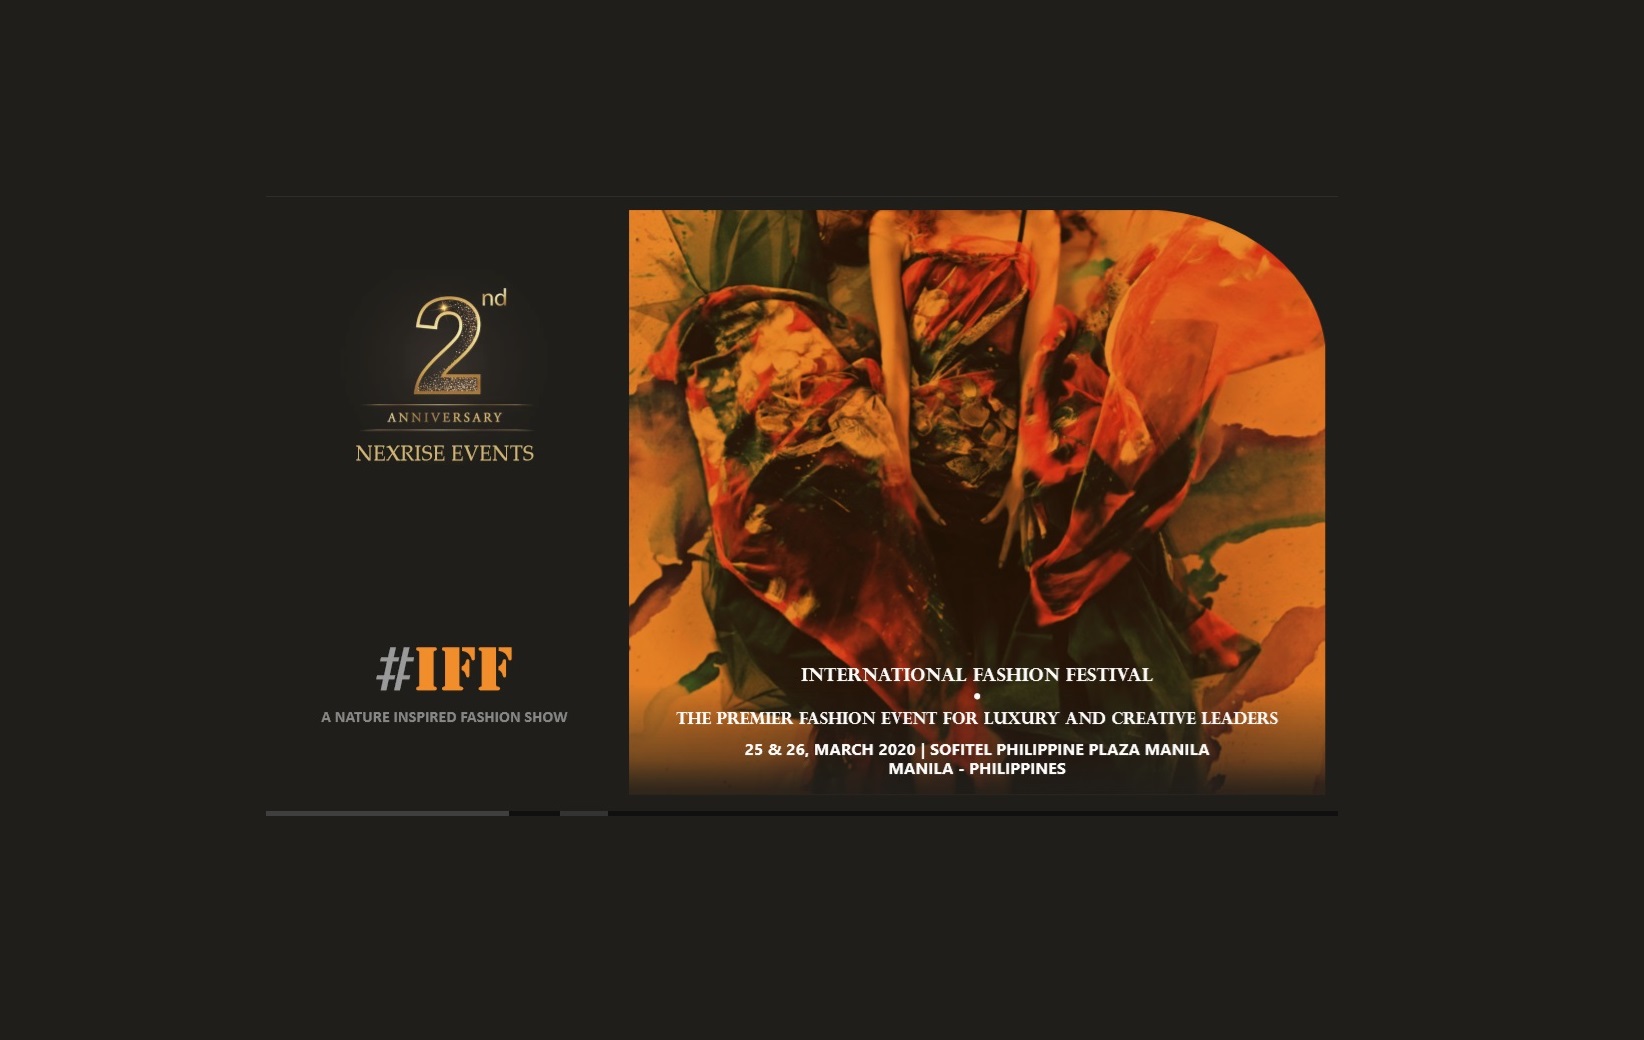 2nd
ANNIVERSARY
NEXRISE EVENTS
#IFF
A NATURE INSPIRED FASHION SHOW
INTERNATIONAL FASHION FESTIVAL
•
THE PREMIER FASHION EVENT FOR LUXURY AND CREATIVE LEADERS
25 & 26, MARCH 2020 | SOFITEL PHILIPPINE PLAZA MANILA
MANILA - PHILIPPINES